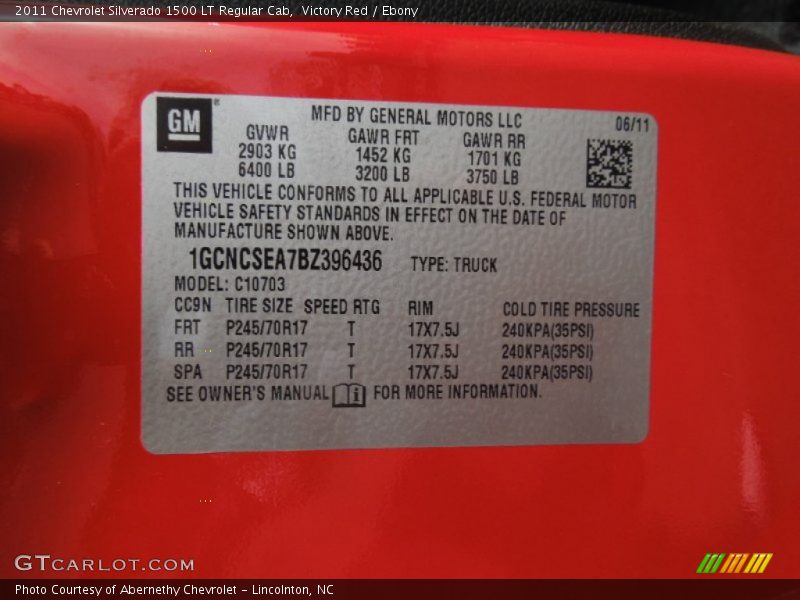 2011 Chevrolet Silverado 1500 LT Regular Cab, Victory Red / Ebony
GM®
MFD BY GENERAL MOTORS LLC 06/11
GVWR GAWR FRT GAWR RR
2903 KG 1452 KG 1701 KG
6400 LB 3200 LB 3750 LB
THIS VEHICLE CONFORMS TO ALL APPLICABLE U.S. FEDERAL MOTOR
VEHICLE SAFETY STANDARDS IN EFFECT ON THE DATE OF
MANUFACTURE SHOWN ABOVE.
1GCNCSEA7BZ396436 TYPE: TRUCK
MODEL: C10703
CC9N TIRE SIZE SPEED RTG RIM COLD TIRE PRESSURE
FRT P245/70R17 T 17X7.5J 240KPA(35PSI)
RR P245/70R17 T 17X7.5J 240KPA(35PSI)
SPA P245/70R17 T 17X7.5J 240KPA(35PSI)
SEE OWNER'S MANUAL i FOR MORE INFORMATION.
GTCARLOT.COM
Photo Courtesy of Abernethy Chevrolet – Lincolnton, NC